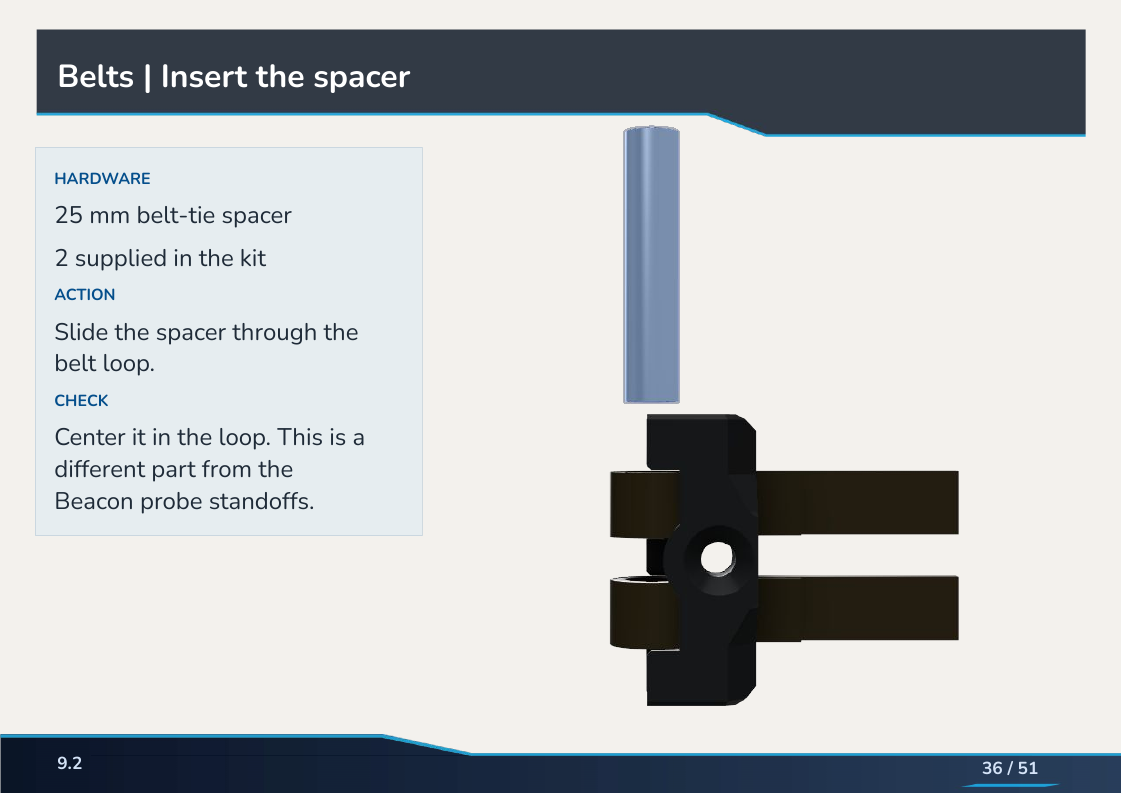 Belts | Insert the spacer
HARDWARE
25 mm belt-tie spacer
2 supplied in the kit
ACTION
Slide the spacer through the
belt loop.
CHECK
Center it in the loop. This is a
different part from the
Beacon probe standoffs.
9.2
36 / 51